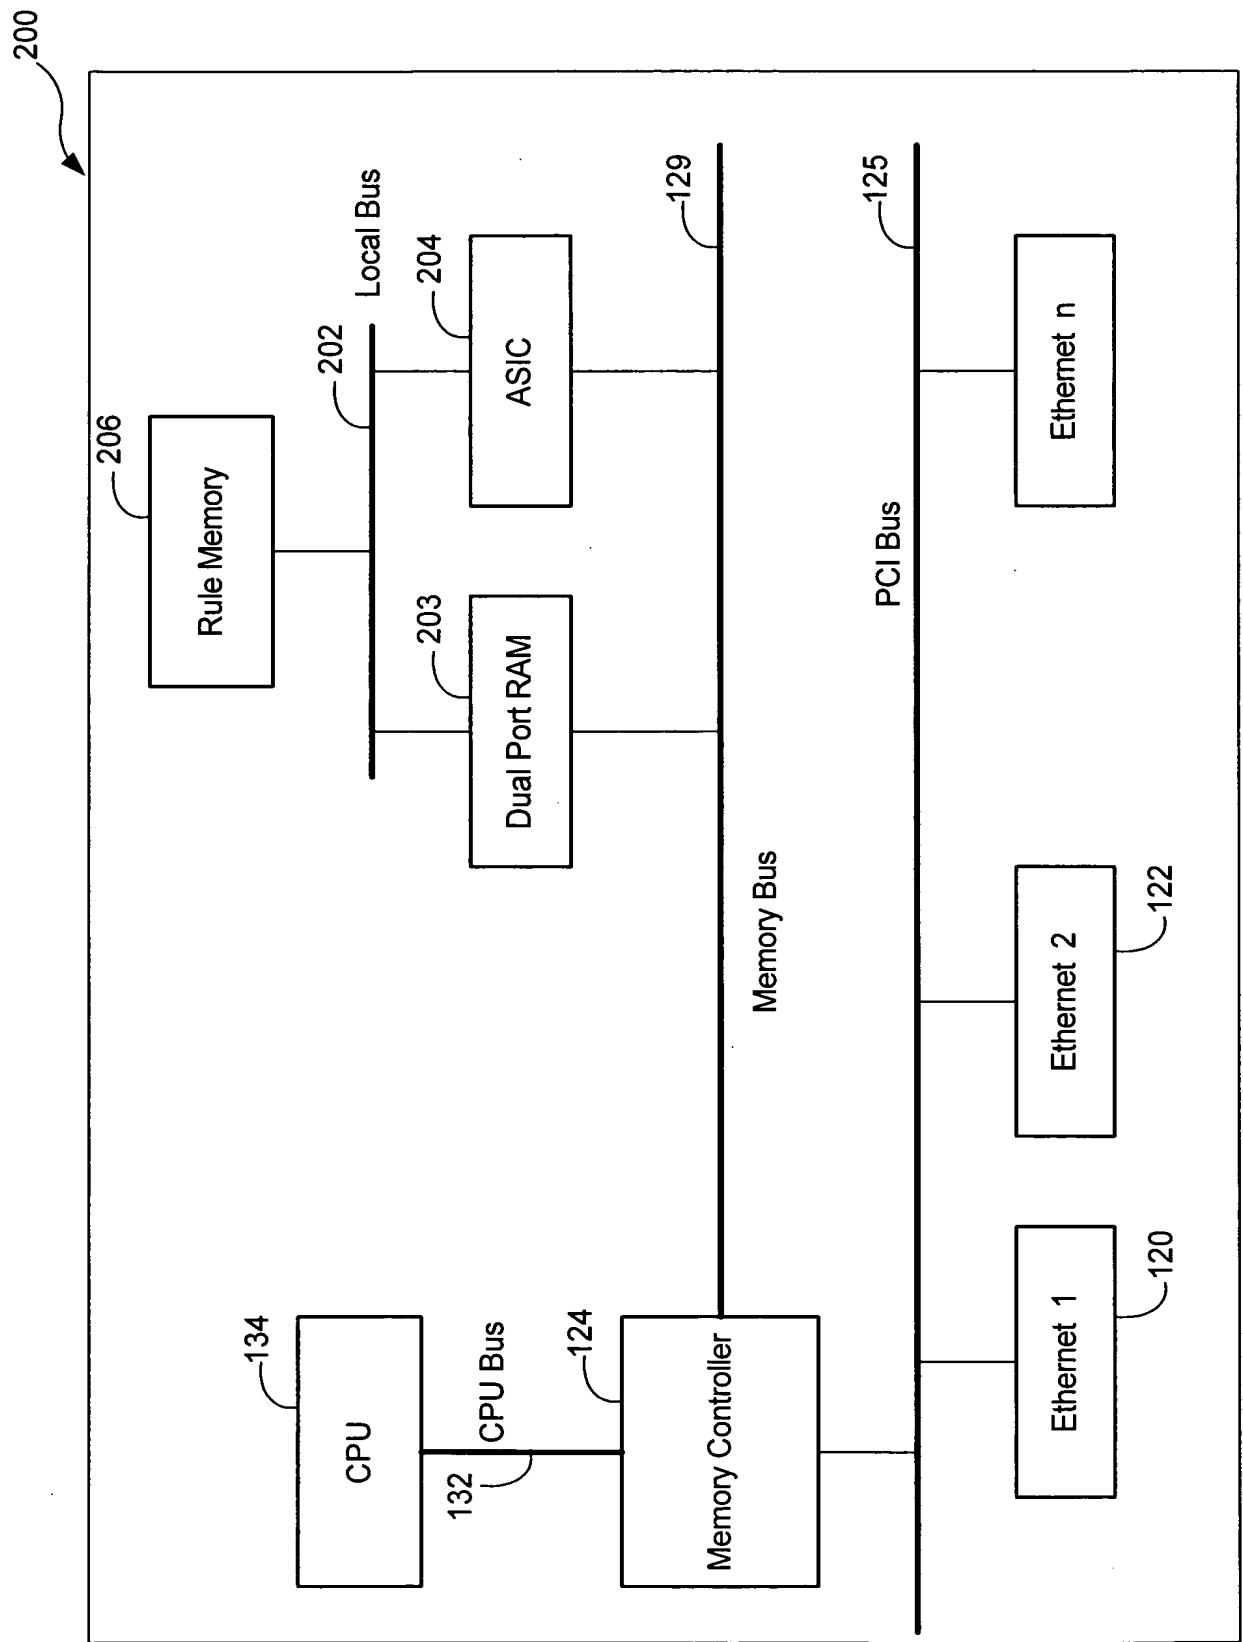 200
206
Rule Memory
Local Bus
202
204
ASIC
203
Dual Port RAM
129
Memory Bus
134
CPU
CPU Bus
132
124
Memory Controller
125
PCI Bus
Ethernet 1
120
Ethernet 2
122
Ethernet n